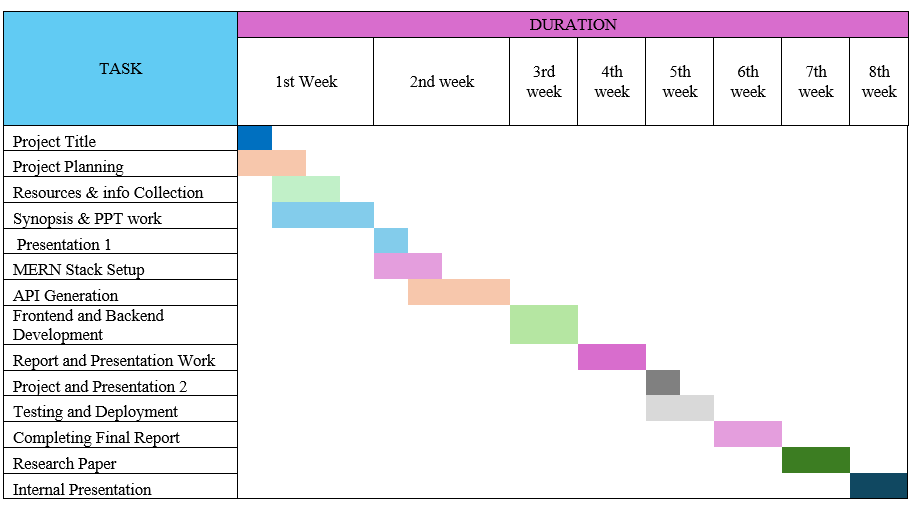 TASK
DURATION
1st Week
2nd week
3rd
week
4th
week
5th
week
6th
week
7th
week
8th
week
Project Title
Project Planning
Resources & info Collection
Synopsis & PPT work
Presentation 1
MERN Stack Setup
API Generation
Frontend and Backend
Development
Report and Presentation Work
Project and Presentation 2
Testing and Deployment
Completing Final Report
Research Paper
Internal Presentation